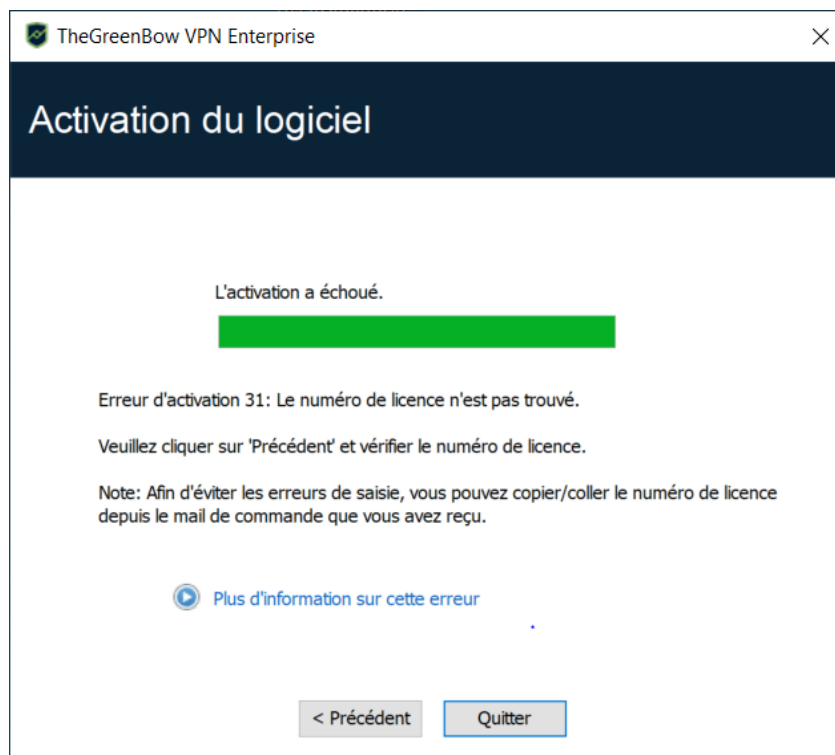 TheGreenBow VPN Enterprise
Activation du logiciel
L'activation a échoué.
Erreur d'activation 31: Le numéro de licence n'est pas trouvé.
Veuillez cliquer sur 'Précédent' et vérifier le numéro de licence.
Note: Afin d'éviter les erreurs de saisie, vous pouvez copier/coller le numéro de licence
depuis le mail de commande que vous avez reçu.
Plus d'information sur cette erreur
< Précédent
Quitter